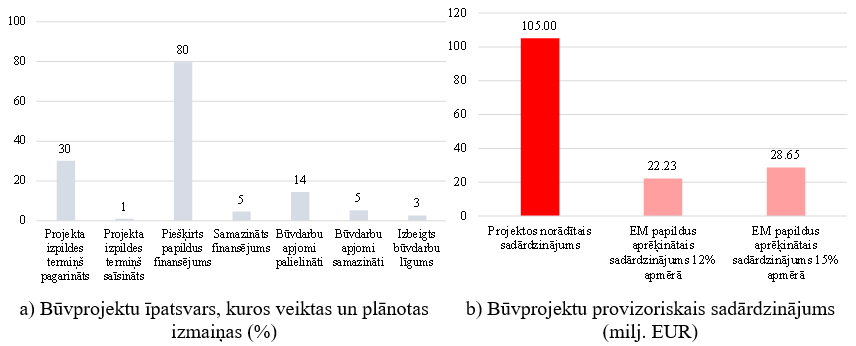 100
80
60
40
20
0
30
1
80
5
14
5
3
Projekta
izpildes
termiņš
pagarināts
Projekta
izpildes
termiņš
saīsināts
Piešķirts
papildus
finansējums
Samazināts
finansējums
Būvdarbu
apjomi
palielināti
Būvdarbu
apjomi
samazināti
Izbeigts
būvdarbu
līgums
a) Būvprojektu īpatsvars, kuros veiktas un plānotas
izmaiņas (%)
120
100
80
60
40
20
0
105.00
22.23
28.65
Projektos norādītais
sadārdzinājums
EM papildus
aprēķinātais
sadārdzinājums 12%
apmērā
EM papildus
aprēķinātais
sadārdzinājums 15%
apmērā
b) Būvprojektu provizoriskais sadārdzinājums
(milj. EUR)